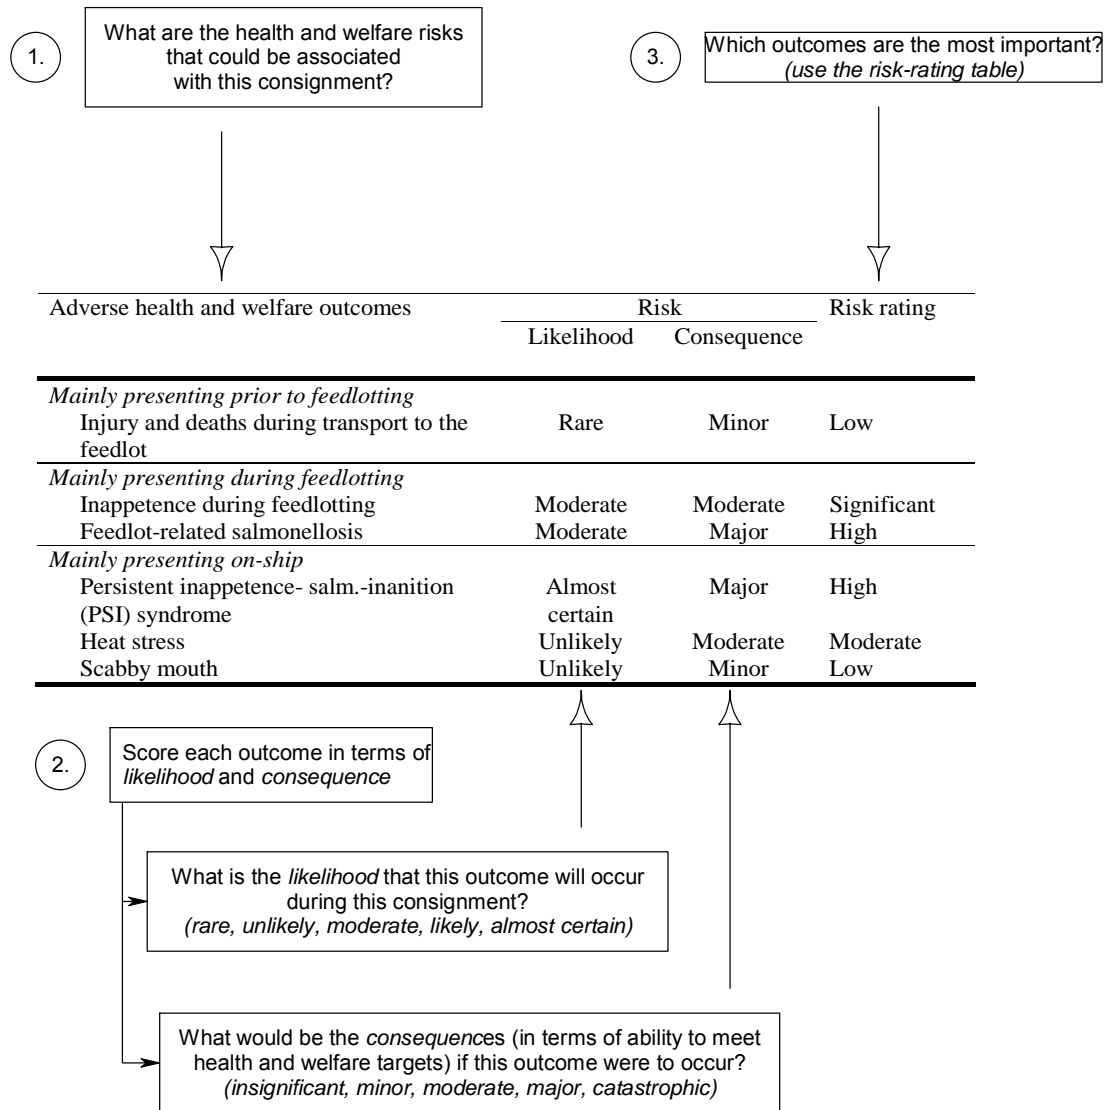 1.
What are the health and welfare risks
that could be associated
with this consignment?
3.
Which outcomes are the most important?
(use the risk-rating table)
Adverse health and welfare outcomes Risk Risk rating
Likelihood Consequence
Mainly presenting prior to feedlotting
Injury and deaths during transport to the Rare Minor Low
feedlot
Mainly presenting during feedlotting
Inappetence during feedlotting Moderate Moderate Significant
Feedlot-related salmonellosis Moderate Major High
Mainly presenting on-ship
Persistent inappetence- salm.-inanition Almost Major High
(PSI) syndrome certain
Heat stress Unlikely Moderate Moderate
Scabby mouth Unlikely Minor Low
2.
Score each outcome in terms of
likelihood and consequence
What is the likelihood that this outcome will occur
during this consignment?
(rare, unlikely, moderate, likely, almost certain)
What would be the consequences (in terms of ability to meet
health and welfare targets) if this outcome were to occur?
(insignificant, minor, moderate, major, catastrophic)